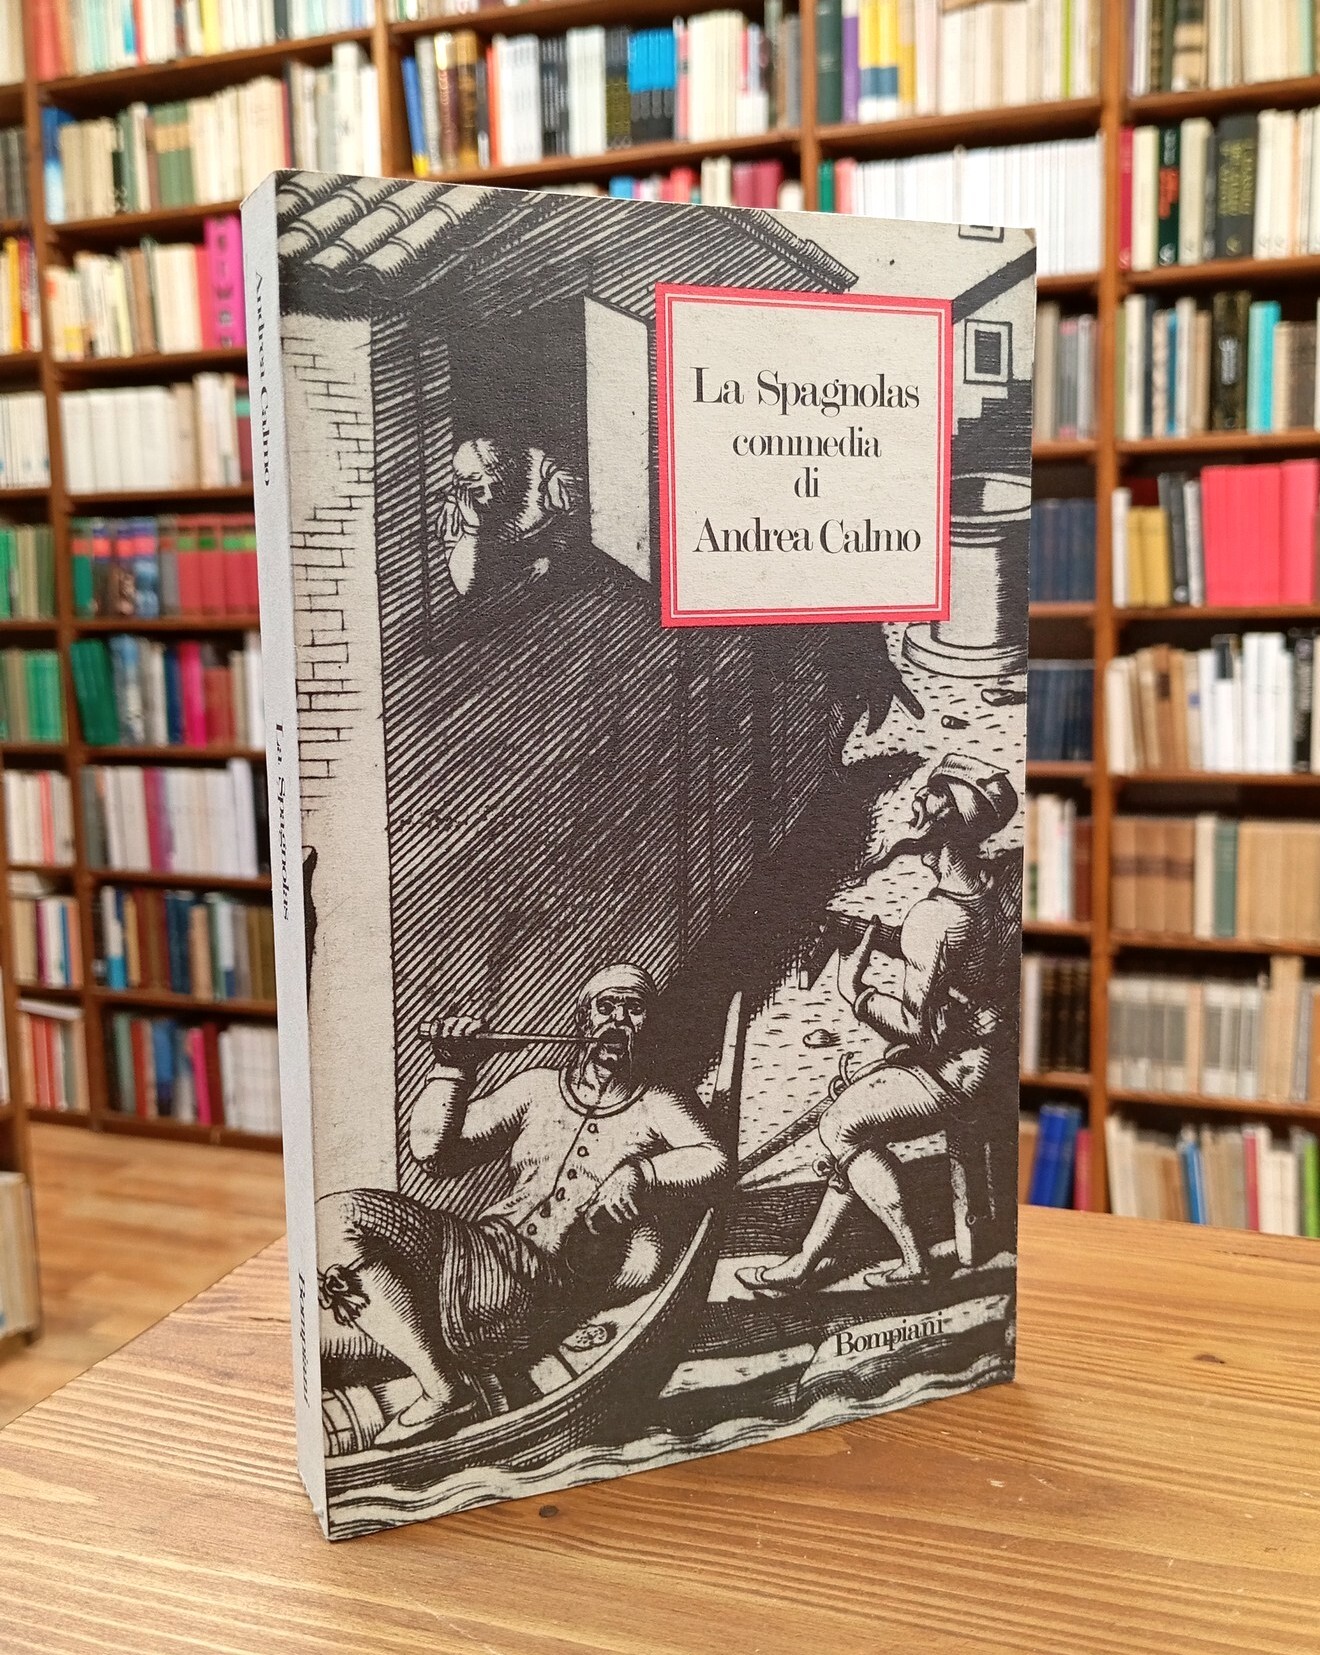 La Spagnolas
commedia
di
Andrea Calmo
Bompiani
Andrea Calmo
La Spagnolas
Bompiani